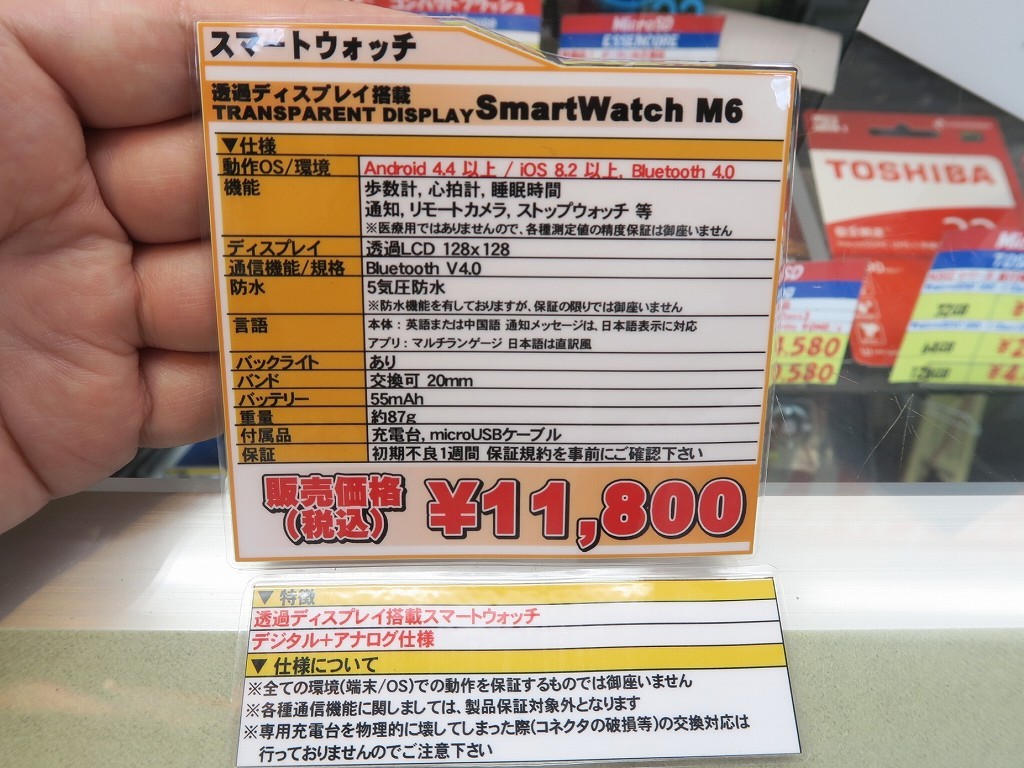 スマートウォッチ
透過ディスプレイ搭載
TRANSPARENT DISPLAY SmartWatch M6
▼仕様
動作OS/環境 Android 4.4 以上 / iOS 8.2 以上, Bluetooth 4.0
機能 歩数計, 心拍計, 睡眠時間
通知, リモートカメラ, ストップウォッチ 等
※医療用ではありませんので、各種測定値の精度保証は御座いません
ディスプレイ 透過LCD 128x128
通信機能/規格 Bluetooth V4.0
防水 5気圧防水
※防水機能を有しておりますが、保証の限りでは御座いません
言語 本体：英語または中国語 通知メッセージは、日本語表示に対応
アプリ：マルチランゲージ 日本語は直訳風
バックライト あり
バンド 交換可 20mm
バッテリー 55mAh
重量 約87g
付属品 充電台, microUSBケーブル
保証 初期不良1週間 保証規約を事前にご確認下さい
販売価格
(税込) ¥11,800
▼ 特徴
透過ディスプレイ搭載スマートウォッチ
デジタル+アナログ仕様
▼ 仕様について
※全ての環境(端末/OS)での動作を保証するものでは御座いません
※各種通信機能に関しましては、製品保証対象外となります
※専用充電台を物理的に壊してしまった際(コネクタの破損等)の交換対応は
行っておりませんのでご注意下さい
コンパクトフラッシュ
MicroSD
ESSENCORE
TOSHIBA
.580
.580